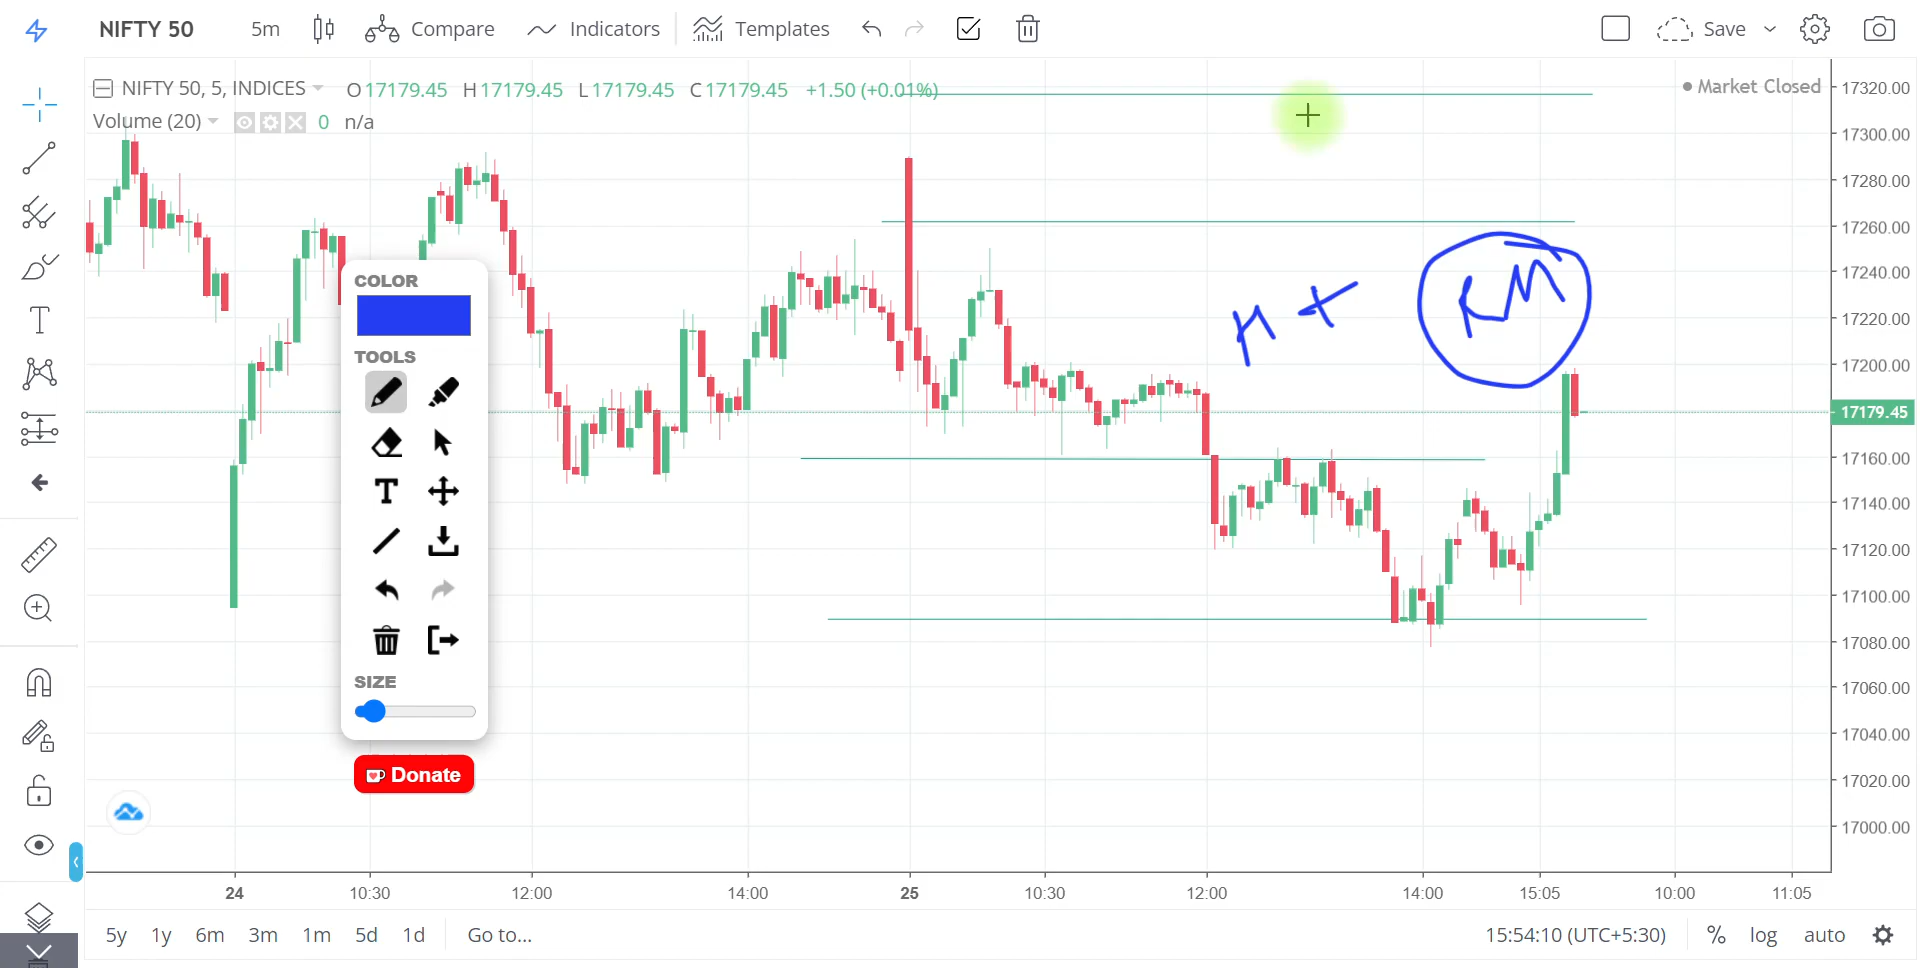 NIFTY 50 5m Compare Indicators Templates Save
NIFTY 50, 5, INDICES O17179.45 H17179.45 L17179.45 C17179.45 +1.50 (+0.01%) Market Closed
Volume (20) 0 n/a
17320.00
17300.00
17280.00
17260.00
17240.00
17220.00
17200.00
17179.45
17160.00
17140.00
17120.00
17100.00
17080.00
17060.00
17040.00
17020.00
17000.00
COLOR
TOOLS
T
SIZE
Donate
24 10:30 12:00 14:00 25 10:30 12:00 14:00 15:05 10:00 11:05
5y 1y 6m 3m 1m 5d 1d Go to... 15:54:10 (UTC+5:30) % log auto